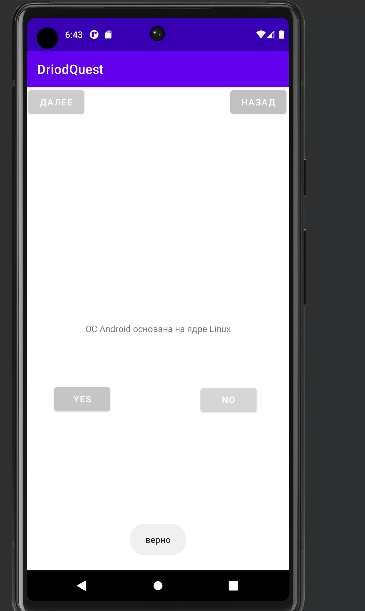 6:43
DriodQuest
ДАЛЕЕ
НАЗАД
ОС Android основана на ядре Linux
YES
NO
верно